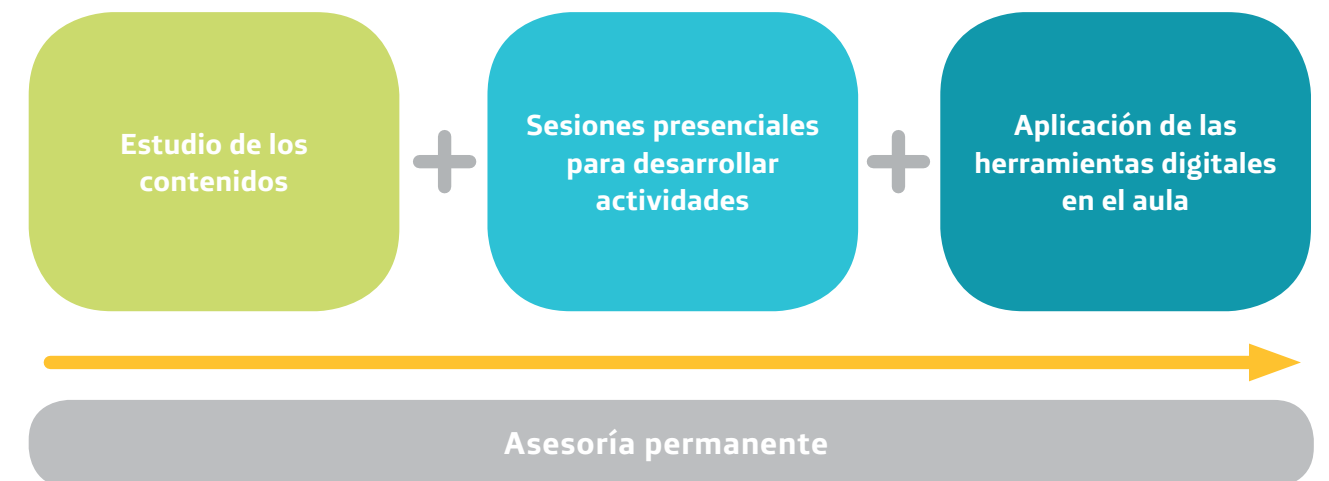 Estudio de los
contenidos
Sesiones presenciales
para desarrollar
actividades
Aplicación de las
herramientas digitales
en el aula
Asesoría permanente